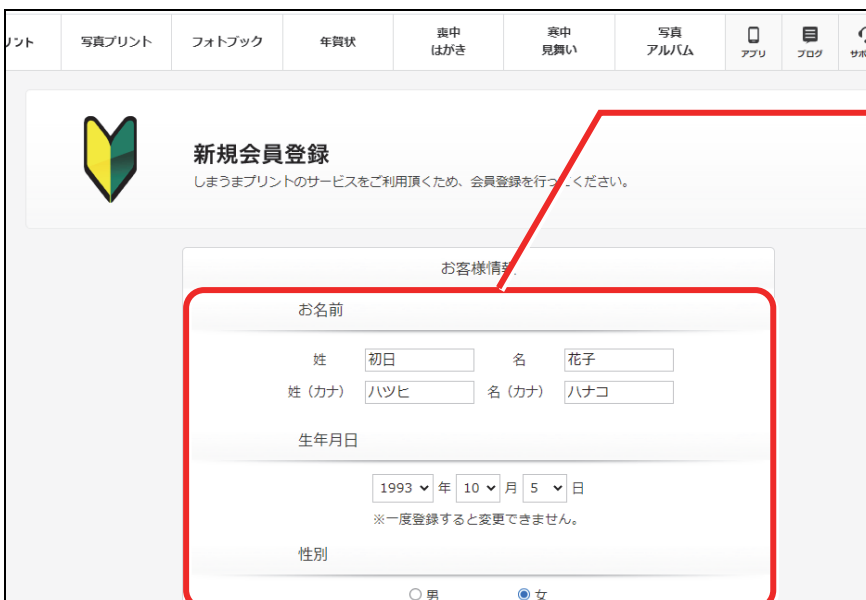 リント 写真プリント フォトブック 年賀状 喪中 寒中 写真
はがき 見舞い アルバム
アプリ ブログ サポ
新規会員登録
しまうまプリントのサービスをご利用頂くため、会員登録を行ってください。
お客様情報
お名前
姓 初日 名 花子
姓（カナ） ハツヒ 名（カナ） ハナコ
生年月日
1993 年 10 月 5 日
※一度登録すると変更できません。
性別
男 女